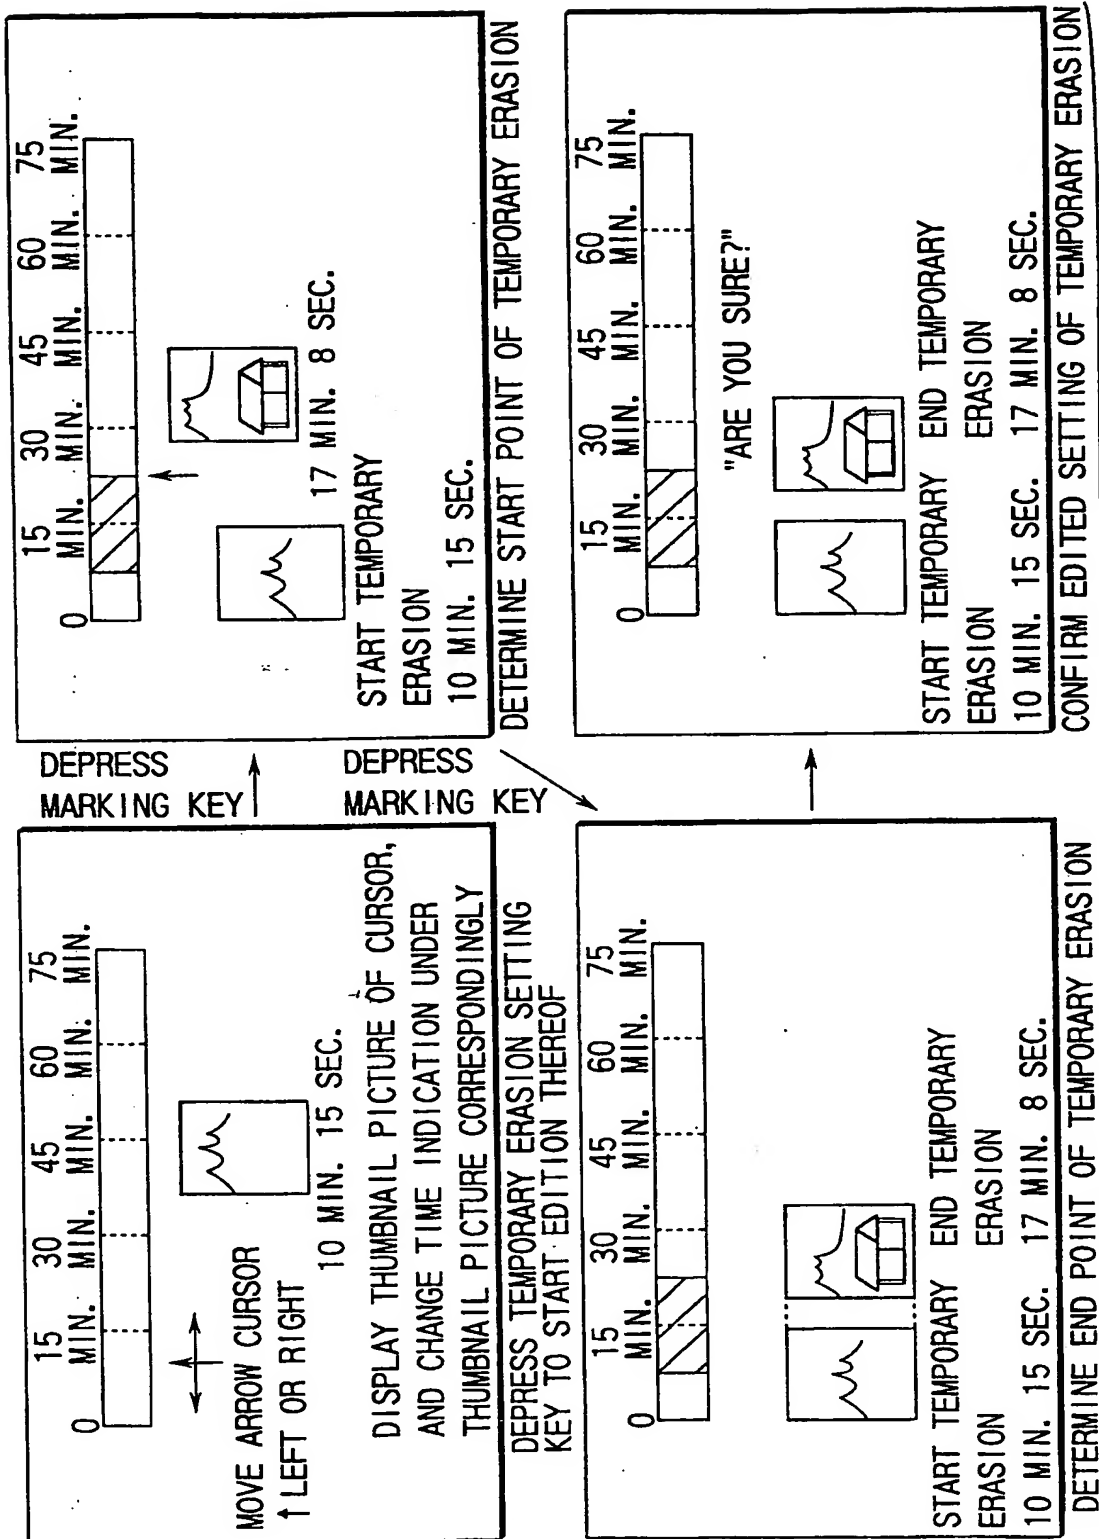 0
15 MIN.
30 MIN.
45 MIN.
60 MIN.
75 MIN.
MOVE ARROW CURSOR
↑LEFT OR RIGHT
10 MIN. 15 SEC.
DISPLAY THUMBNAIL PICTURE OF CURSOR,
AND CHANGE TIME INDICATION UNDER
THUMBNAIL PICTURE CORRESPONDINGLY
DEPRESS TEMPORARY ERASION SETTING
KEY TO START EDITION THEREOF
DEPRESS
MARKING KEY
0
15 MIN.
30 MIN.
45 MIN.
60 MIN.
75 MIN.
17 MIN. 8 SEC.
START TEMPORARY
ERASION
10 MIN. 15 SEC.
DETERMINE START POINT OF TEMPORARY ERASION
DEPRESS
MARKING KEY
0
15 MIN.
30 MIN.
45 MIN.
60 MIN.
75 MIN.
START TEMPORARY END TEMPORARY
ERASION ERASION
10 MIN. 15 SEC. 17 MIN. 8 SEC.
DETERMINE END POINT OF TEMPORARY ERASION
0
15 MIN.
30 MIN.
45 MIN.
60 MIN.
75 MIN.
"ARE YOU SURE?"
START TEMPORARY END TEMPORARY
ERASION ERASION
10 MIN. 15 SEC. 17 MIN. 8 SEC.
CONFIRM EDITED SETTING OF TEMPORARY ERASION